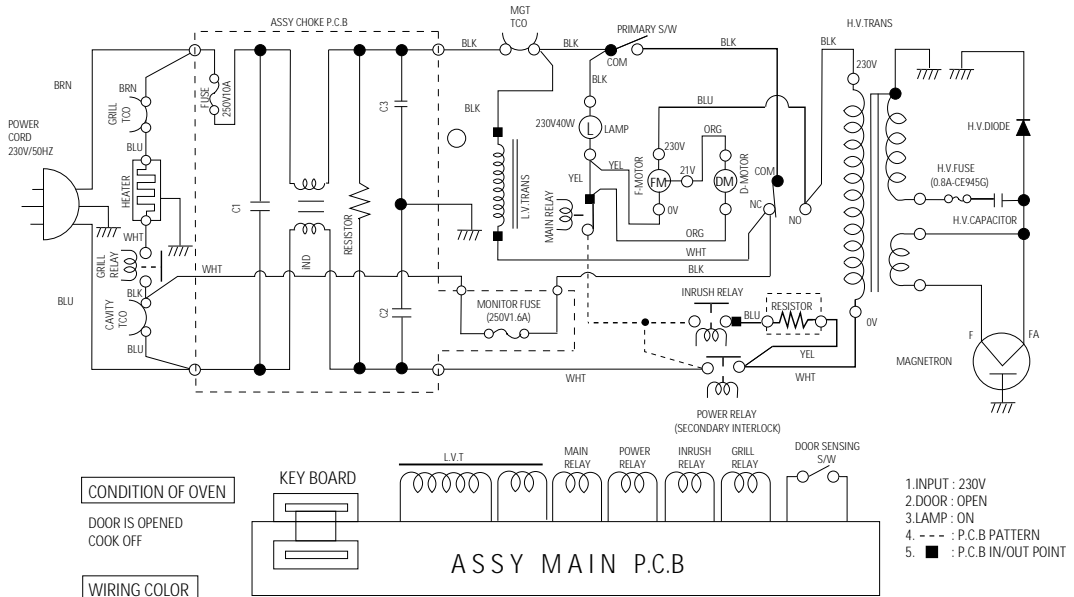 ASSY CHOKE P.C.B
MGT
TCO
PRIMARY S/W
H.V.TRANS
BLK
BLK
BLK
BLK
COM
230V
BRN
BRN
FUSE
250V10A
GRILL
TCO
C3
BLK
BLK
BLU
POWER
CORD
230V/50HZ
230V40W
L
LAMP
ORG
H.V.DIODE
BLU
230V
21V
YEL
F-MOTOR
FM
DM
D-MOTOR
COM
HEATER
C1
RESISTOR
L.V.TRANS
YEL
MAIN RELAY
0V
NC
NO
H.V.FUSE
(0.8A-CE945G)
WHT
iND
ORG
H.V.CAPACITOR
GRILL
RELAY
WHT
WHT
BLK
BLU
BLK
CAVITY
TCO
C2
MONITOR FUSE
(250V1.6A)
INRUSH RELAY
RESISTOR
BLU
0V
BLU
YEL
F
FA
WHT
WHT
MAGNETRON
POWER RELAY
(SECONDARY INTERLOCK)
CONDITION OF OVEN
DOOR IS OPENED
COOK OFF
WIRING COLOR
KEY BOARD
L.V.T
MAIN
RELAY
POWER
RELAY
INRUSH
RELAY
GRILL
RELAY
DOOR SENSING
S/W
ASSY MAIN P.C.B
1.INPUT : 230V
2.DOOR : OPEN
3.LAMP : ON
4. ---- : P.C.B PATTERN
5. ■ : P.C.B IN/OUT POINT